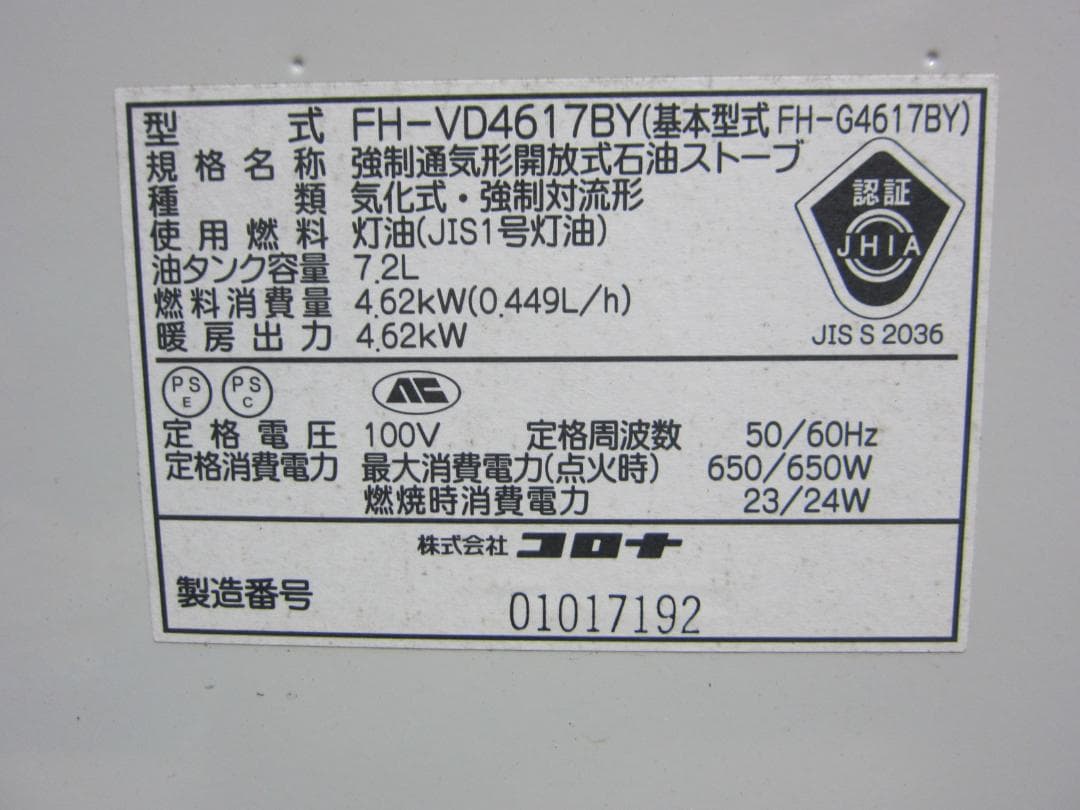 型式 FH-VD4617BY(基本型式 FH-G4617BY)
規格名称 強制通気形開放式石油ストーブ
種類 気化式・強制対流形
使用燃料 灯油(JIS1号灯油)
油タンク容量 7.2L
燃料消費量 4.62kW(0.449L/h)
暖房出力 4.62kW
認証
JHIA
JIS S 2036
PS E PS C
定格電圧 100V 定格周波数 50/60Hz
定格消費電力 最大消費電力(点火時) 650/650W
燃焼時消費電力 23/24W
株式会社 コロナ
製造番号 01017192